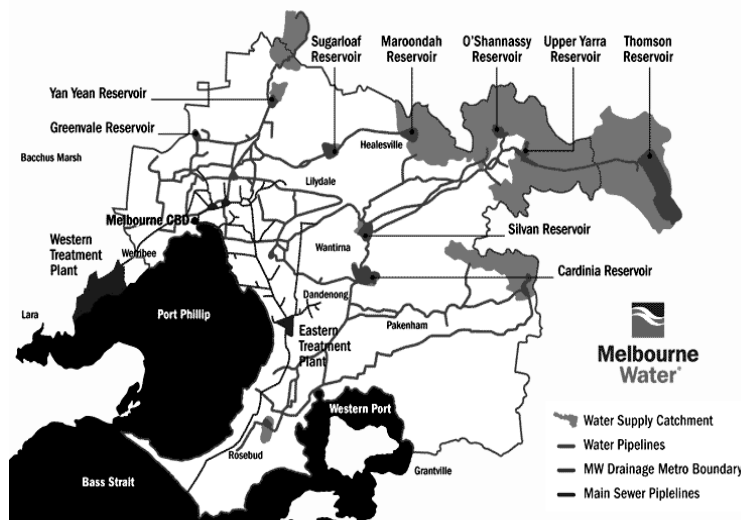 Sugarloaf
Reservoir
Maroondah
Reservoir
O'Shannassy
Reservoir
Upper Yarra
Reservoir
Thomson
Reservoir
Yan Yean Reservoir
Greenvale Reservoir
Bacchus Marsh
Healesville
Lilydale
Melbourne CBD
Silvan Reservoir
Western
Treatment
Plant
Werribee
Wantirna
Cardinia Reservoir
Dandenong
Lara
Port Phillip
Pakenham
Eastern
Treatment
Plant
Melbourne
Water®
Western Port
Water Supply Catchment
Water Pipelines
Rosebud
Grantville
MW Drainage Metro Boundary
Bass Strait
Main Sewer Piplelines